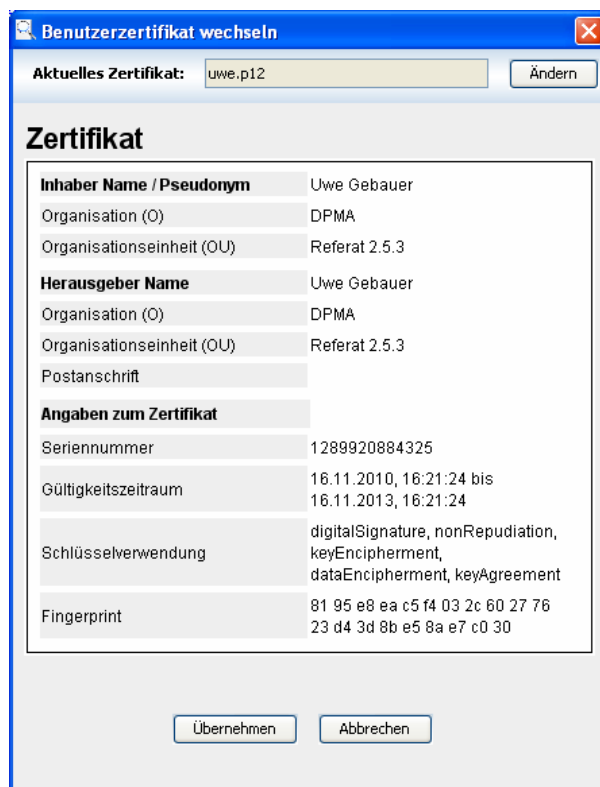 Benutzerzertifikat wechseln
Aktuelles Zertifikat: uwe.p12 Ändern
Zertifikat
Inhaber Name / Pseudonym Uwe Gebauer
Organisation (O) DPMA
Organisationseinheit (OU) Referat 2.5.3
Herausgeber Name Uwe Gebauer
Organisation (O) DPMA
Organisationseinheit (OU) Referat 2.5.3
Postanschrift
Angaben zum Zertifikat
Seriennummer 1289920884325
Gültigkeitszeitraum 16.11.2010, 16:21:24 bis
16.11.2013, 16:21:24
Schlüsselverwendung digitalSignature, nonRepudiation,
keyEncipherment,
dataEncipherment, keyAgreement
Fingerprint 81 95 e8 ea c5 f4 03 2c 60 27 76
23 d4 3d 8b e5 8a e7 c0 30
Übernehmen Abbrechen